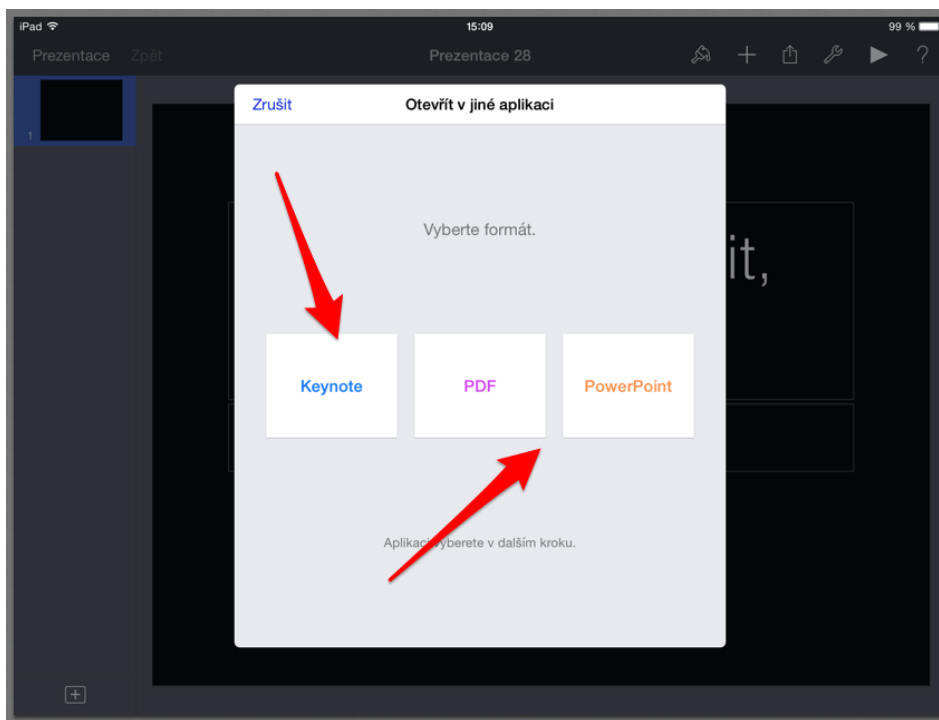 iPad 15:09 99 %
Prezentace Zpět Prezentace 28 ?
Zrušit Otevřít v jiné aplikaci
1
Vyberte formát.
it,
Keynote PDF PowerPoint
Aplikaci vyberete v dalším kroku.